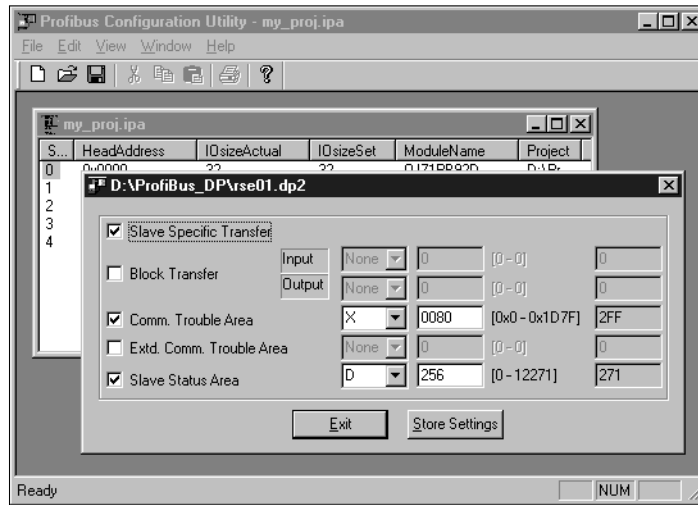 Profibus Configuration Utility - my_proj.ipa
File Edit View Window Help
my_proj.ipa
S... HeadAddress IOsizeActual IOsizeSet ModuleName Project
0
1
2
3
4
D:\ProfiBus_DP\rse01.dp2
Slave Specific Transfer
Block Transfer
Input None 0 [0 - 0] 0
Output None 0 [0 - 0] 0
Comm. Trouble Area X 0080 [0x0 - 0x1D7F] 2FF
Extd. Comm. Trouble Area None 0 [0 - 0] 0
Slave Status Area D 256 [0 - 12271] 271
Exit Store Settings
Ready NUM